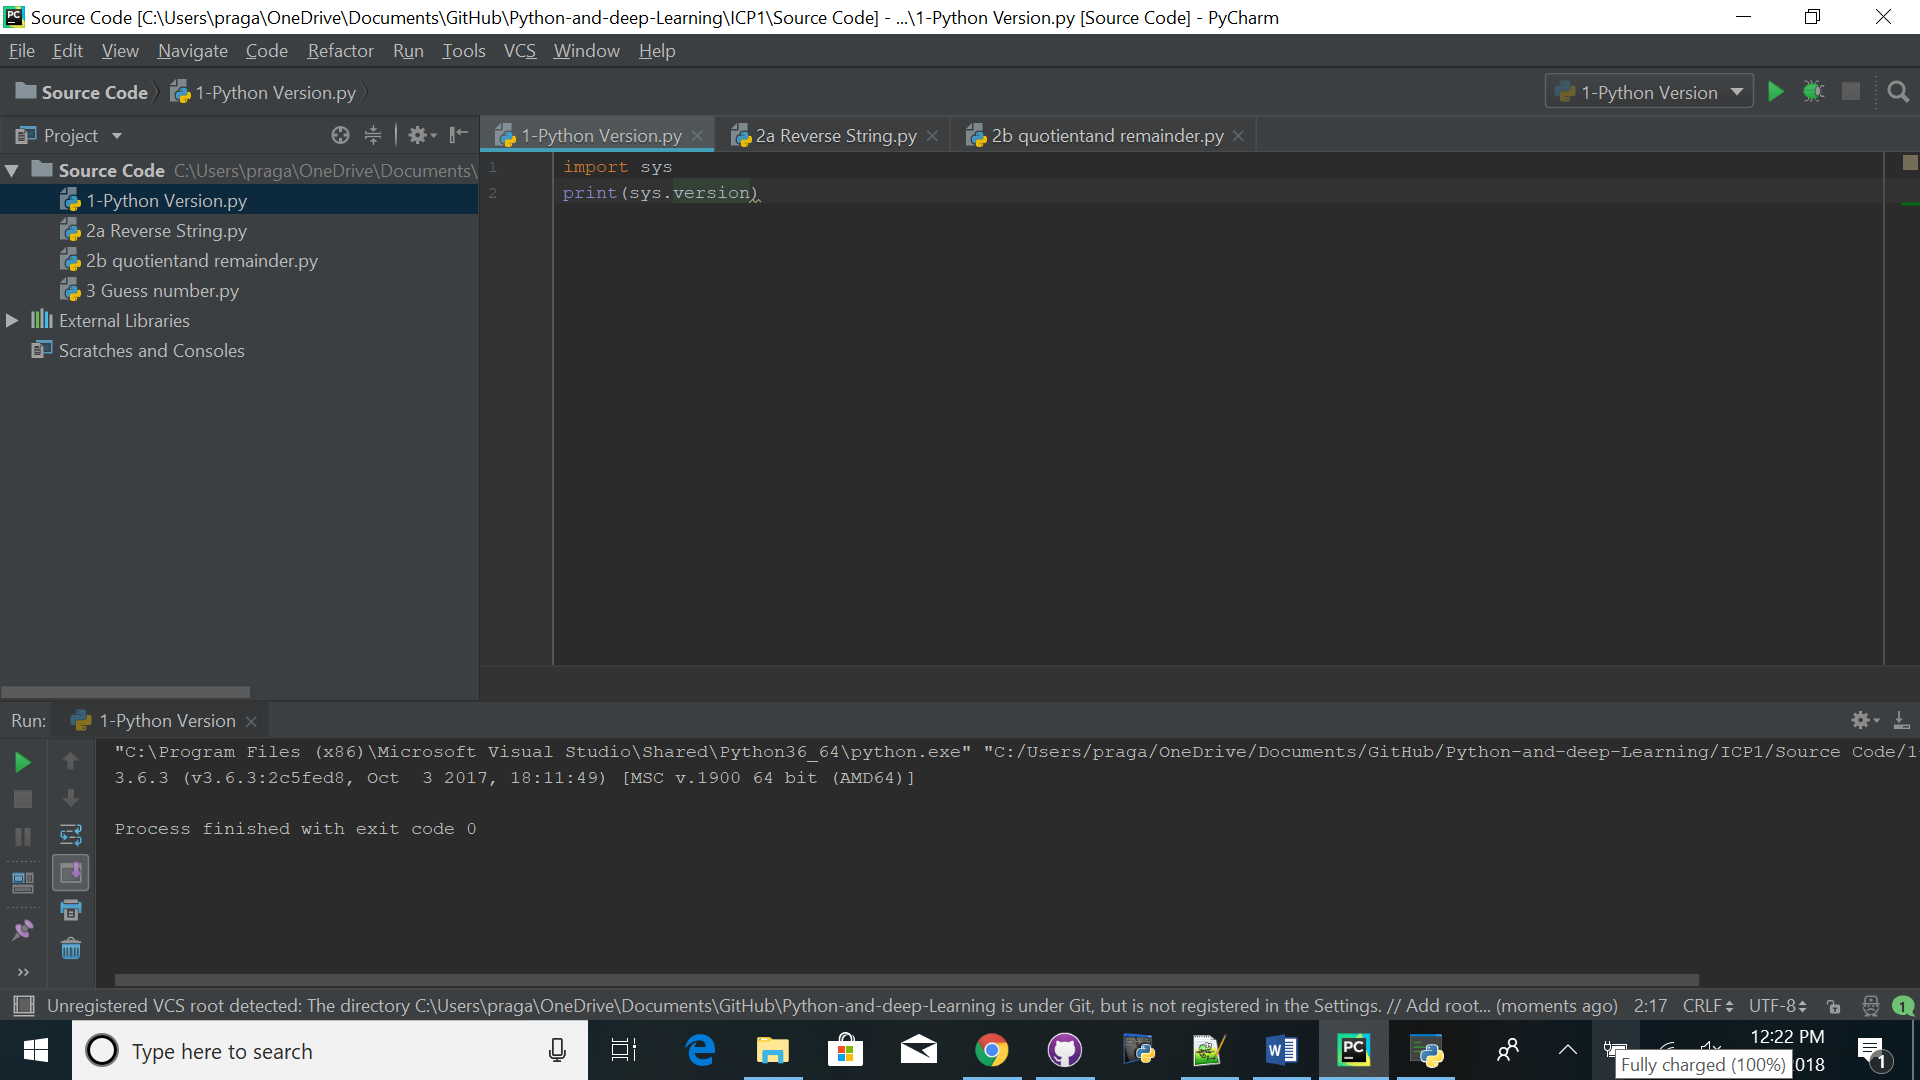 Source Code [C:\Users\praga\OneDrive\Documents\GitHub\Python-and-deep-Learning\ICP1\Source Code] - ...\1-Python Version.py [Source Code] - PyCharm
File Edit View Navigate Code Refactor Run Tools VCS Window Help
Source Code 1-Python Version.py
1-Python Version
Project
1-Python Version.py 2a Reverse String.py 2b quotientand remainder.py
Source Code C:\Users\praga\OneDrive\Documents\
1-Python Version.py
2a Reverse String.py
2b quotientand remainder.py
3 Guess number.py
External Libraries
Scratches and Consoles
1 import sys
2 print(sys.version)
Run: 1-Python Version
"C:\Program Files (x86)\Microsoft Visual Studio\Shared\Python36_64\python.exe" "C:/Users/praga/OneDrive/Documents/GitHub/Python-and-deep-Learning/ICP1/Source Code/1-
3.6.3 (v3.6.3:2c5fed8, Oct  3 2017, 18:11:49) [MSC v.1900 64 bit (AMD64)]
Process finished with exit code 0
Unregistered VCS root detected: The directory C:\Users\praga\OneDrive\Documents\GitHub\Python-and-deep-Learning is under Git, but is not registered in the Settings. // Add root... (moments ago) 2:17 CRLF UTF-8 1
Type here to search
PC
12:22 PM
Fully charged (100%) 018
1